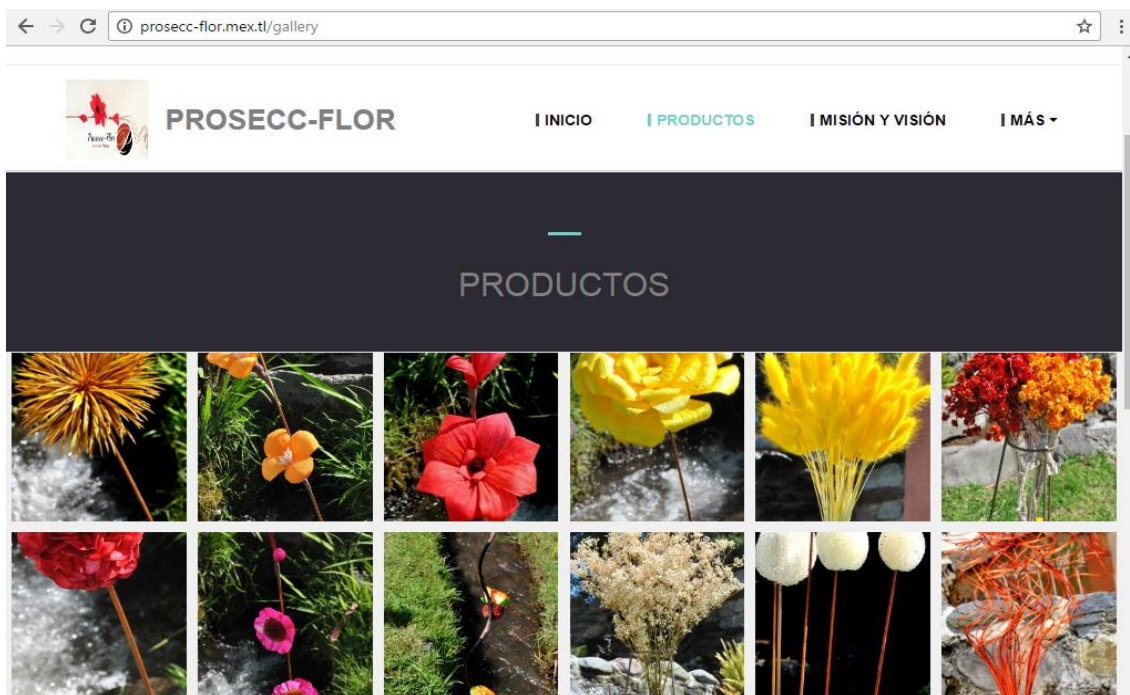 prosecc-flor.mex.tl/gallery
PROSECC-FLOR
INICIO
PRODUCTOS
MISIÓN Y VISIÓN
MÁS
PRODUCTOS